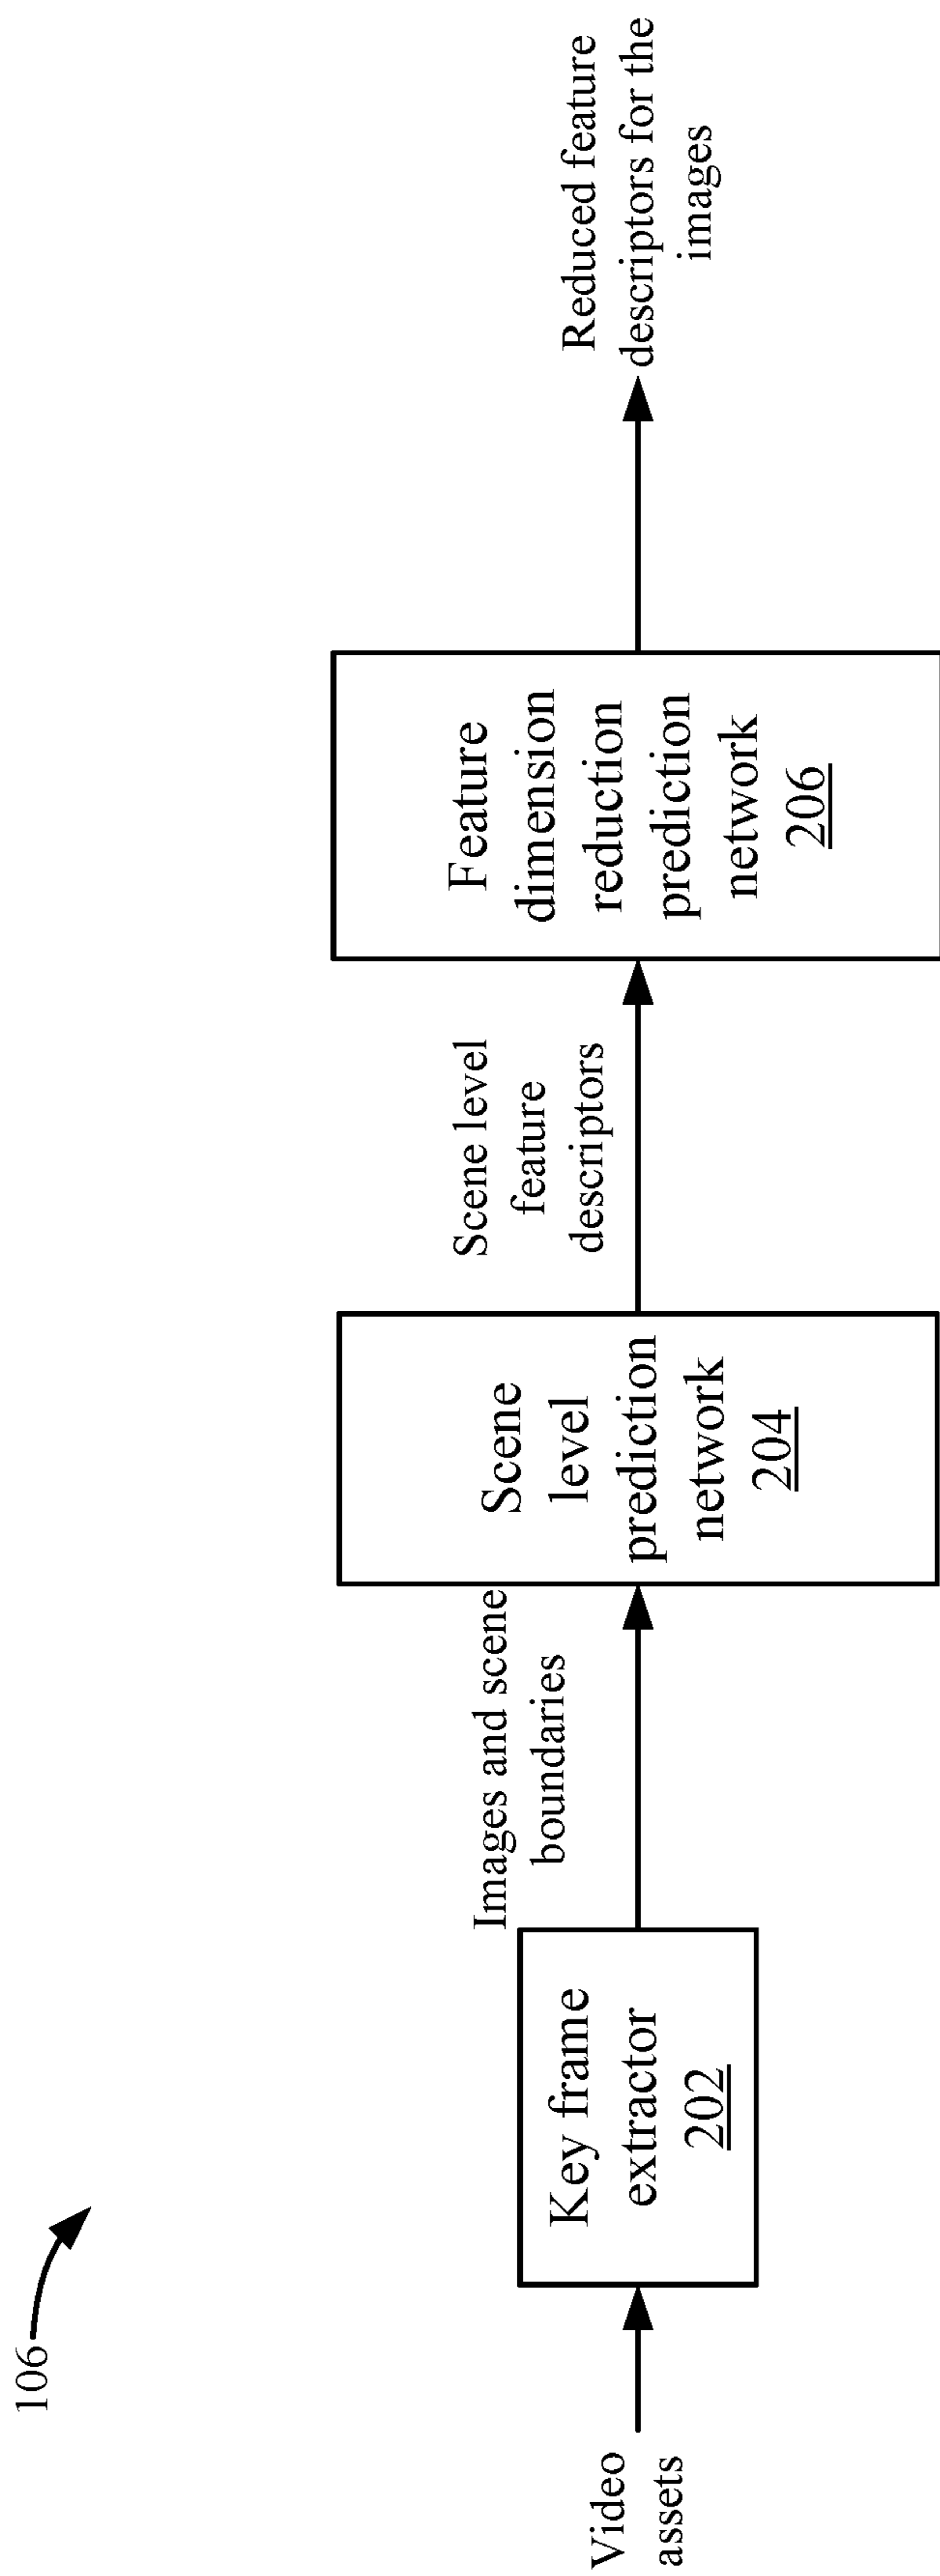 106
Video
assets
Key frame
extractor
202
Images and scene
boundaries
Scene
level
prediction
network
204
Scene level
feature
descriptors
Feature
dimension
reduction
prediction
network
206
Reduced feature
descriptors for the
images